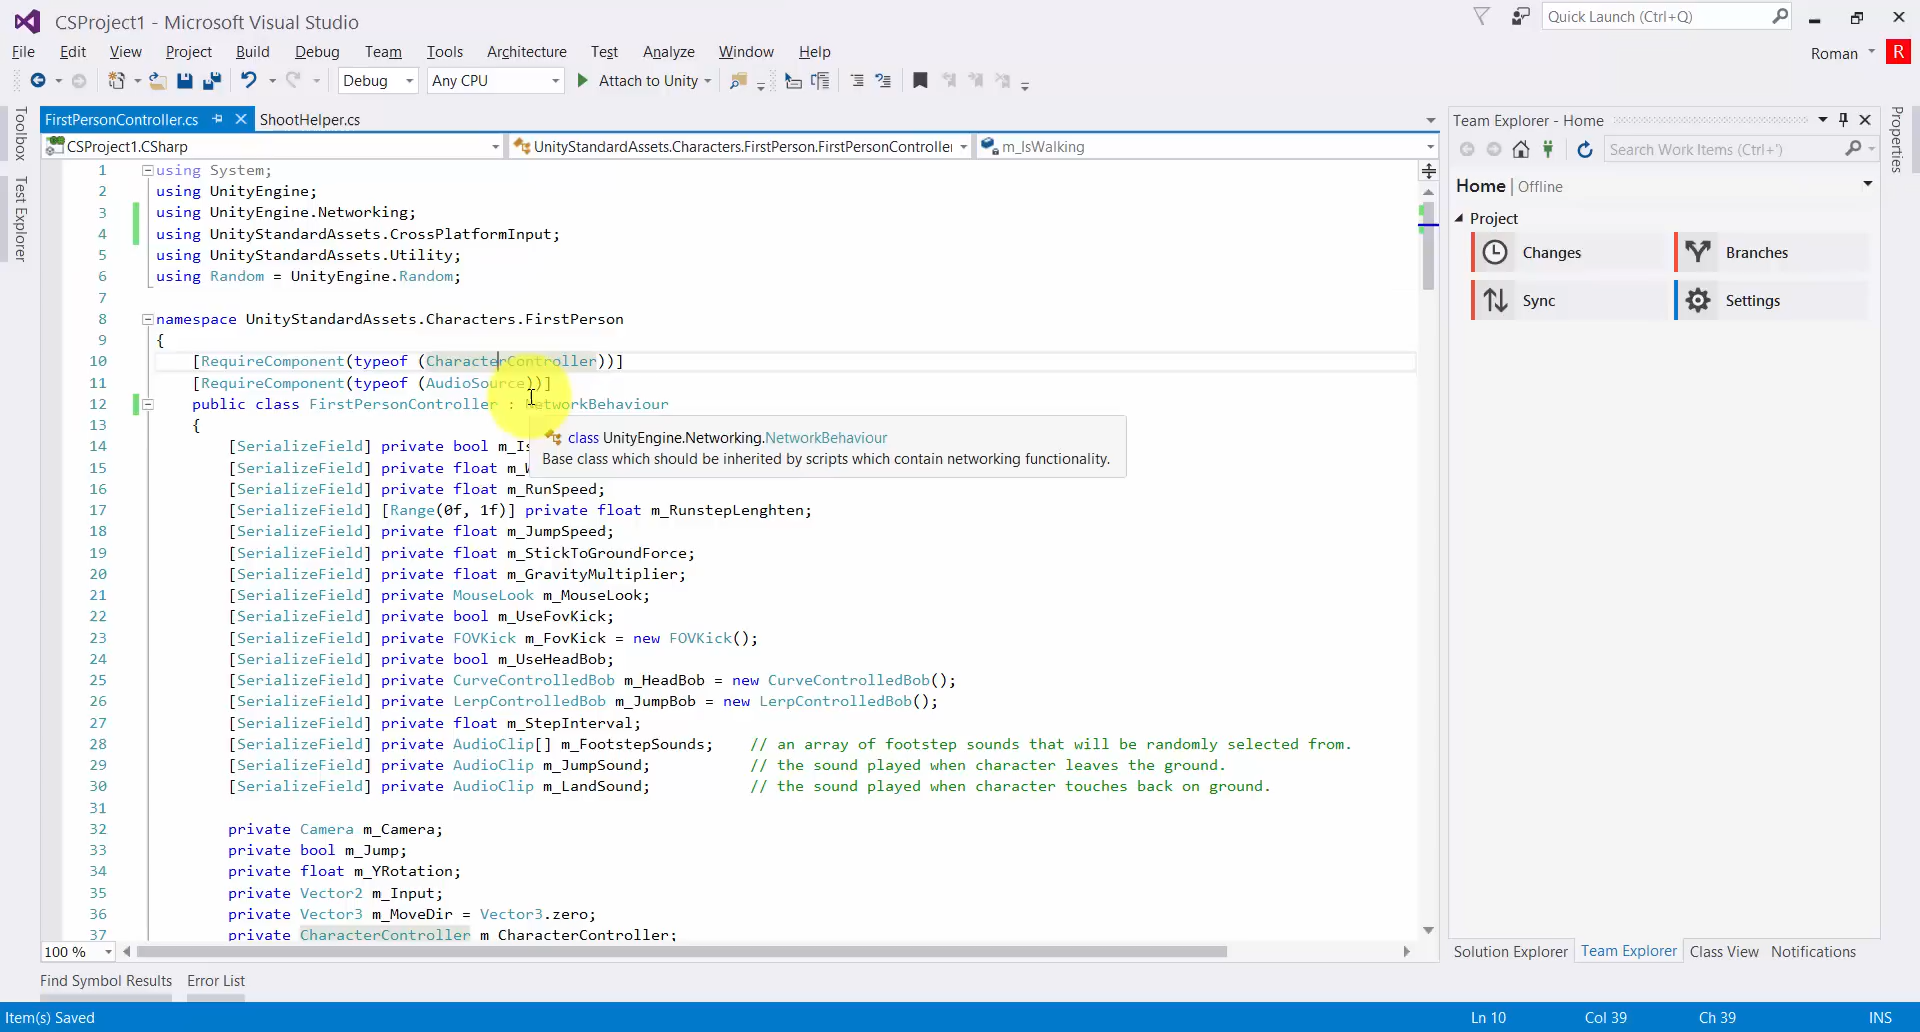 CSProject1 - Microsoft Visual Studio
Quick Launch (Ctrl+Q)
File Edit View Project Build Debug Team Tools Architecture Test Analyze Window Help
Roman R
Debug Any CPU Attach to Unity
Toolbox
Test Explorer
FirstPersonController.cs ShootHelper.cs
CSProject1.CSharp UnityStandardAssets.Characters.FirstPerson.FirstPersonController m_IsWalking
1 using System;
2 using UnityEngine;
3 using UnityEngine.Networking;
4 using UnityStandardAssets.CrossPlatformInput;
5 using UnityStandardAssets.Utility;
6 using Random = UnityEngine.Random;
7
8 namespace UnityStandardAssets.Characters.FirstPerson
9 {
10 [RequireComponent(typeof (CharacterController))]
11 [RequireComponent(typeof (AudioSource))]
12 public class FirstPersonController : NetworkBehaviour
13 {
class UnityEngine.Networking.NetworkBehaviour
Base class which should be inherited by scripts which contain networking functionality.
14 [SerializeField] private bool m_Is
15 [SerializeField] private float m_W
16 [SerializeField] private float m_RunSpeed;
17 [SerializeField] [Range(0f, 1f)] private float m_RunstepLenghten;
18 [SerializeField] private float m_JumpSpeed;
19 [SerializeField] private float m_StickToGroundForce;
20 [SerializeField] private float m_GravityMultiplier;
21 [SerializeField] private MouseLook m_MouseLook;
22 [SerializeField] private bool m_UseFovKick;
23 [SerializeField] private FOVKick m_FovKick = new FOVKick();
24 [SerializeField] private bool m_UseHeadBob;
25 [SerializeField] private CurveControlledBob m_HeadBob = new CurveControlledBob();
26 [SerializeField] private LerpControlledBob m_JumpBob = new LerpControlledBob();
27 [SerializeField] private float m_StepInterval;
28 [SerializeField] private AudioClip[] m_FootstepSounds; // an array of footstep sounds that will be randomly selected from.
29 [SerializeField] private AudioClip m_JumpSound; // the sound played when character leaves the ground.
30 [SerializeField] private AudioClip m_LandSound; // the sound played when character touches back on ground.
31
32 private Camera m_Camera;
33 private bool m_Jump;
34 private float m_YRotation;
35 private Vector2 m_Input;
36 private Vector3 m_MoveDir = Vector3.zero;
37 private CharacterController m_CharacterController;
100 %
Find Symbol Results Error List
Team Explorer - Home
Search Work Items (Ctrl+')
Home | Offline
Project
Changes Branches
Sync Settings
Properties
Solution Explorer Team Explorer Class View Notifications
Item(s) Saved Ln 10 Col 39 Ch 39 INS